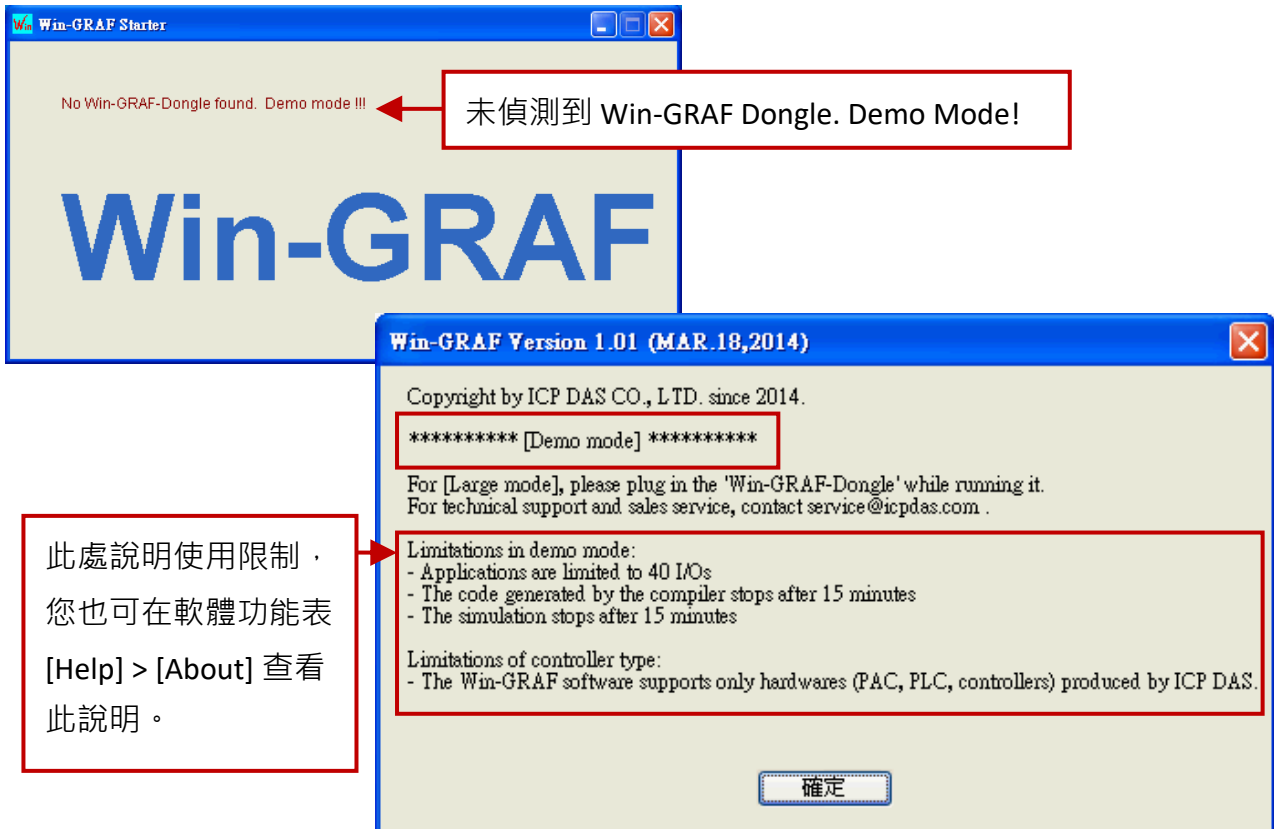 Win-GRAF Starter
No Win-GRAF-Dongle found. Demo mode !!!
未偵測到 Win-GRAF Dongle. Demo Mode!
Win-GRAF
Win-GRAF Version 1.01 (MAR.18,2014)
Copyright by ICP DAS CO., LTD. since 2014.
********** [Demo mode] **********
For [Large mode], please plug in the 'Win-GRAF-Dongle' while running it.
For technical support and sales service, contact service@icpdas.com .
此處說明使用限制，
您也可在軟體功能表
[Help] > [About] 查看
此說明。
Limitations in demo mode:
- Applications are limited to 40 I/Os
- The code generated by the compiler stops after 15 minutes
- The simulation stops after 15 minutes
Limitations of controller type:
- The Win-GRAF software supports only hardwares (PAC, PLC, controllers) produced by ICP DAS.
確定